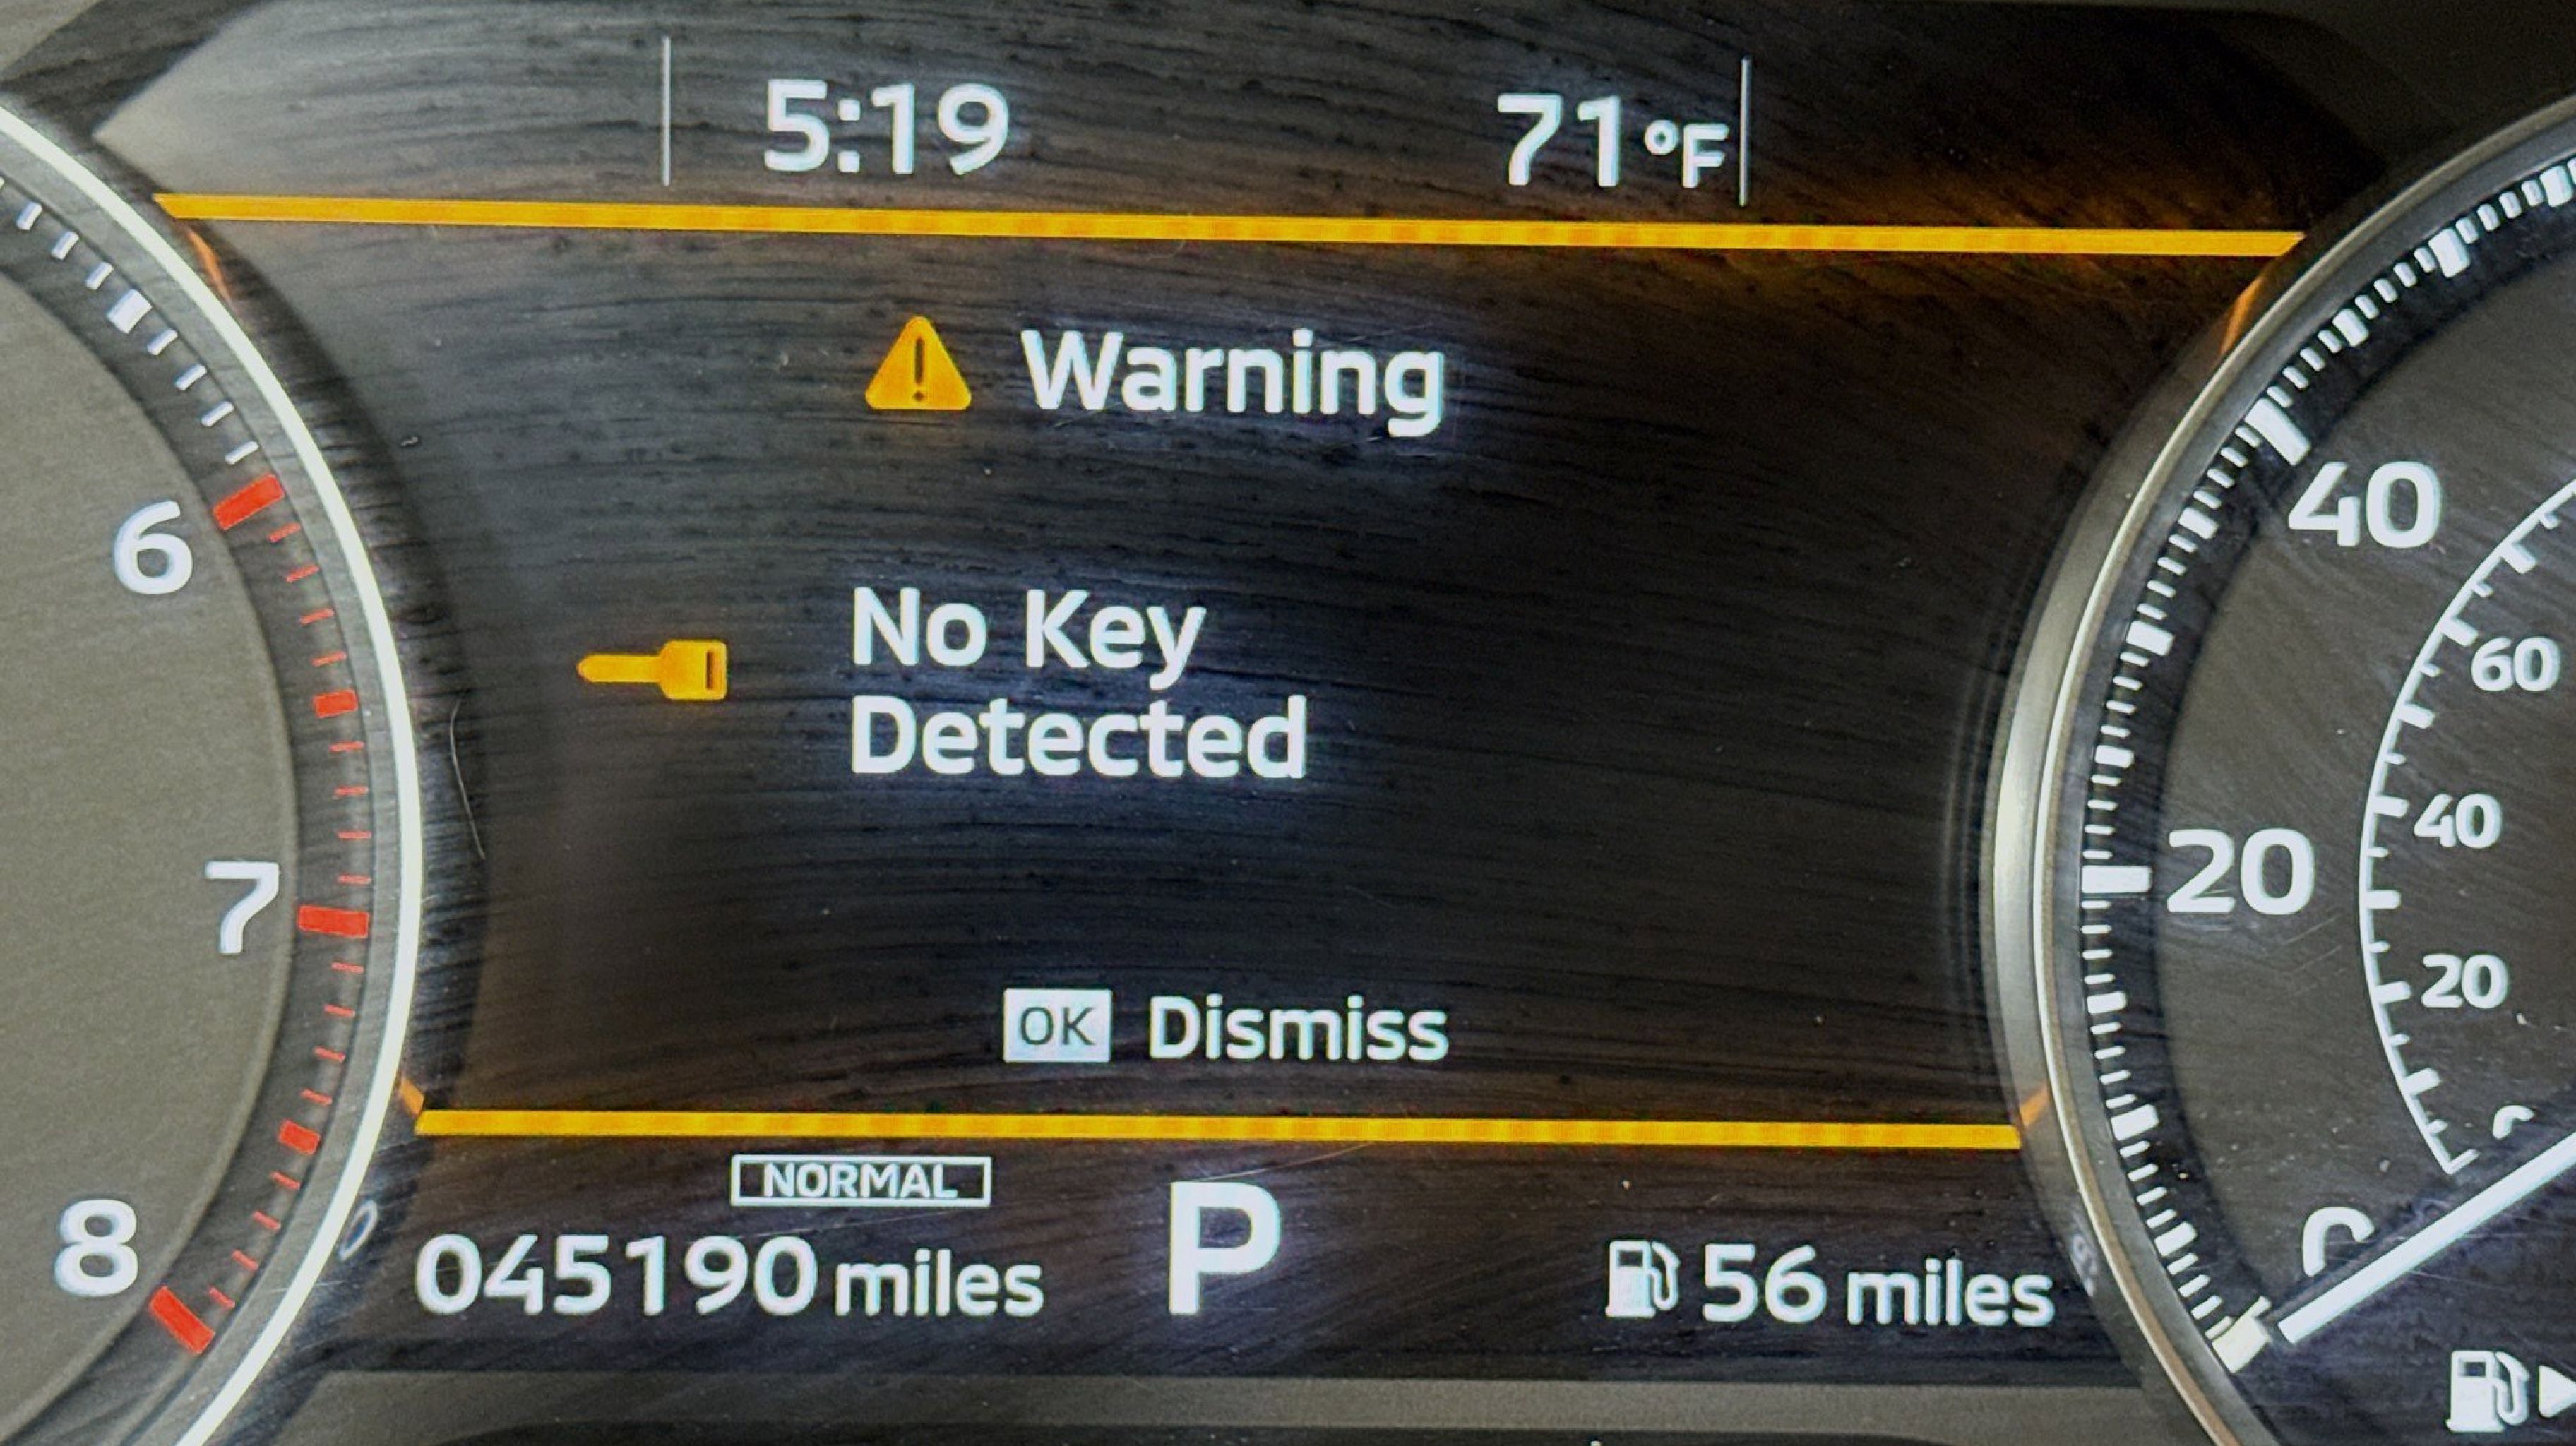 5:19
71 °F
Warning
No Key
Detected
OK Dismiss
NORMAL
045190 miles
P
56 miles
6
7
8
40
20
60
40
20